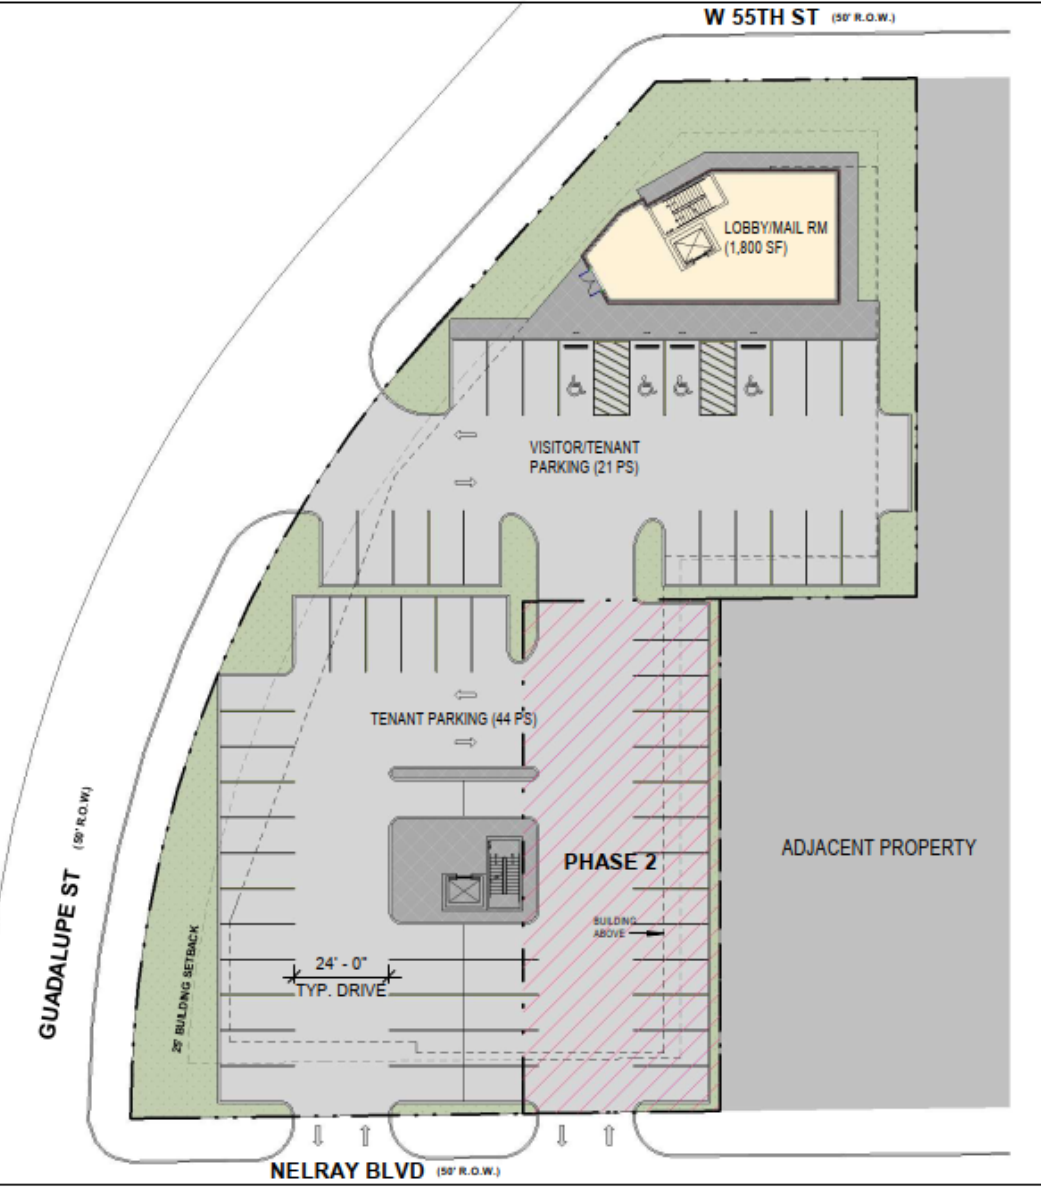 W 55TH ST (50' R.O.W.)
LOBBY/MAIL RM
(1,800 SF)
VISITOR/TENANT
PARKING (21 PS)
TENANT PARKING (44 PS)
PHASE 2
ADJACENT PROPERTY
BUILDING
ABOVE
GUADALUPE ST (50' R.O.W.)
25' BUILDING SETBACK
24' - 0"
TYP. DRIVE
NELRAY BLVD (50' R.O.W.)